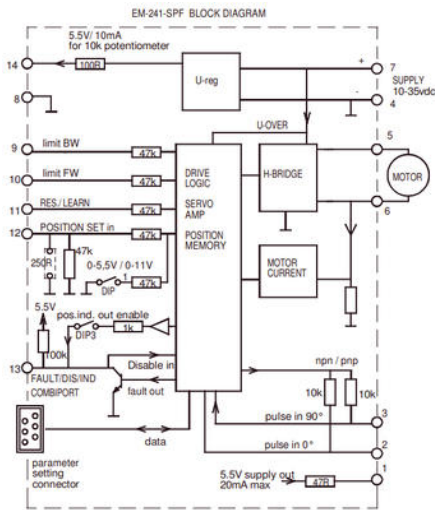 EM-241-SPF BLOCK DIAGRAM
5.5V/ 10mA
for 10k potentiometer
14
100R
U-reg
+
7
SUPPLY
10-35vdc
8
-
4
U-OVER
5
9
limit BW
47k
DRIVE
LOGIC
H-BRIDGE
MOTOR
10
limit FW
47k
11
RES./ LEARN
47k
SERVO
AMP
6
12
POSITION SET in
POSITION
MEMORY
47k
250R
0-5,5V / 0-11V
MOTOR
CURRENT
1
DIP
47k
5.5V
pos.ind. out enable
DIP3
1k
100k
npn / pnp
13
Disable in
10k
10k
FAULT/DIS/IND
COMBIPORT
fault out
pulse in 90°
3
pulse in 0°
2
data
parameter
setting
connector
5.5V supply out
20mA max
47R
1